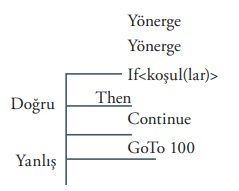 Yönerge
Yönerge
If<koşul(lar)>
Doğru Then
Continue
GoTo 100
Yanlış